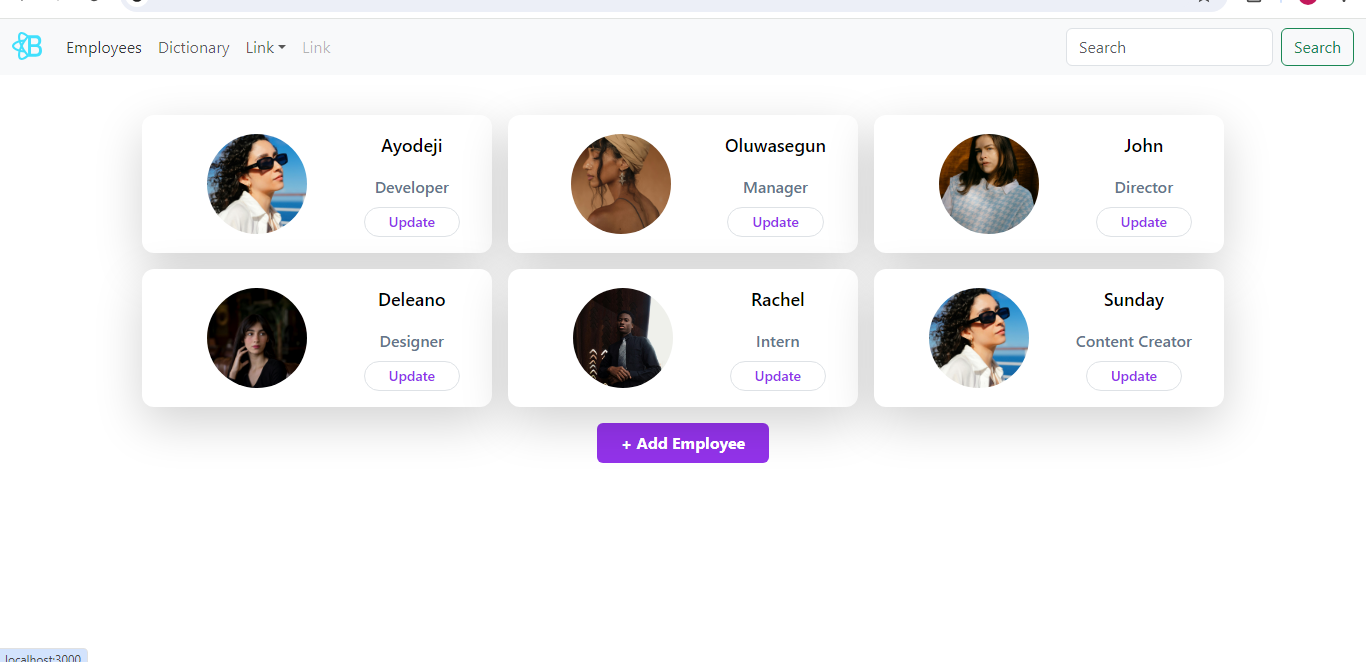 B Employees Dictionary Link Link Search Search
Ayodeji
Developer
Update
Oluwasegun
Manager
Update
John
Director
Update
Deleano
Designer
Update
Rachel
Intern
Update
Sunday
Content Creator
Update
+ Add Employee
localhost:3000